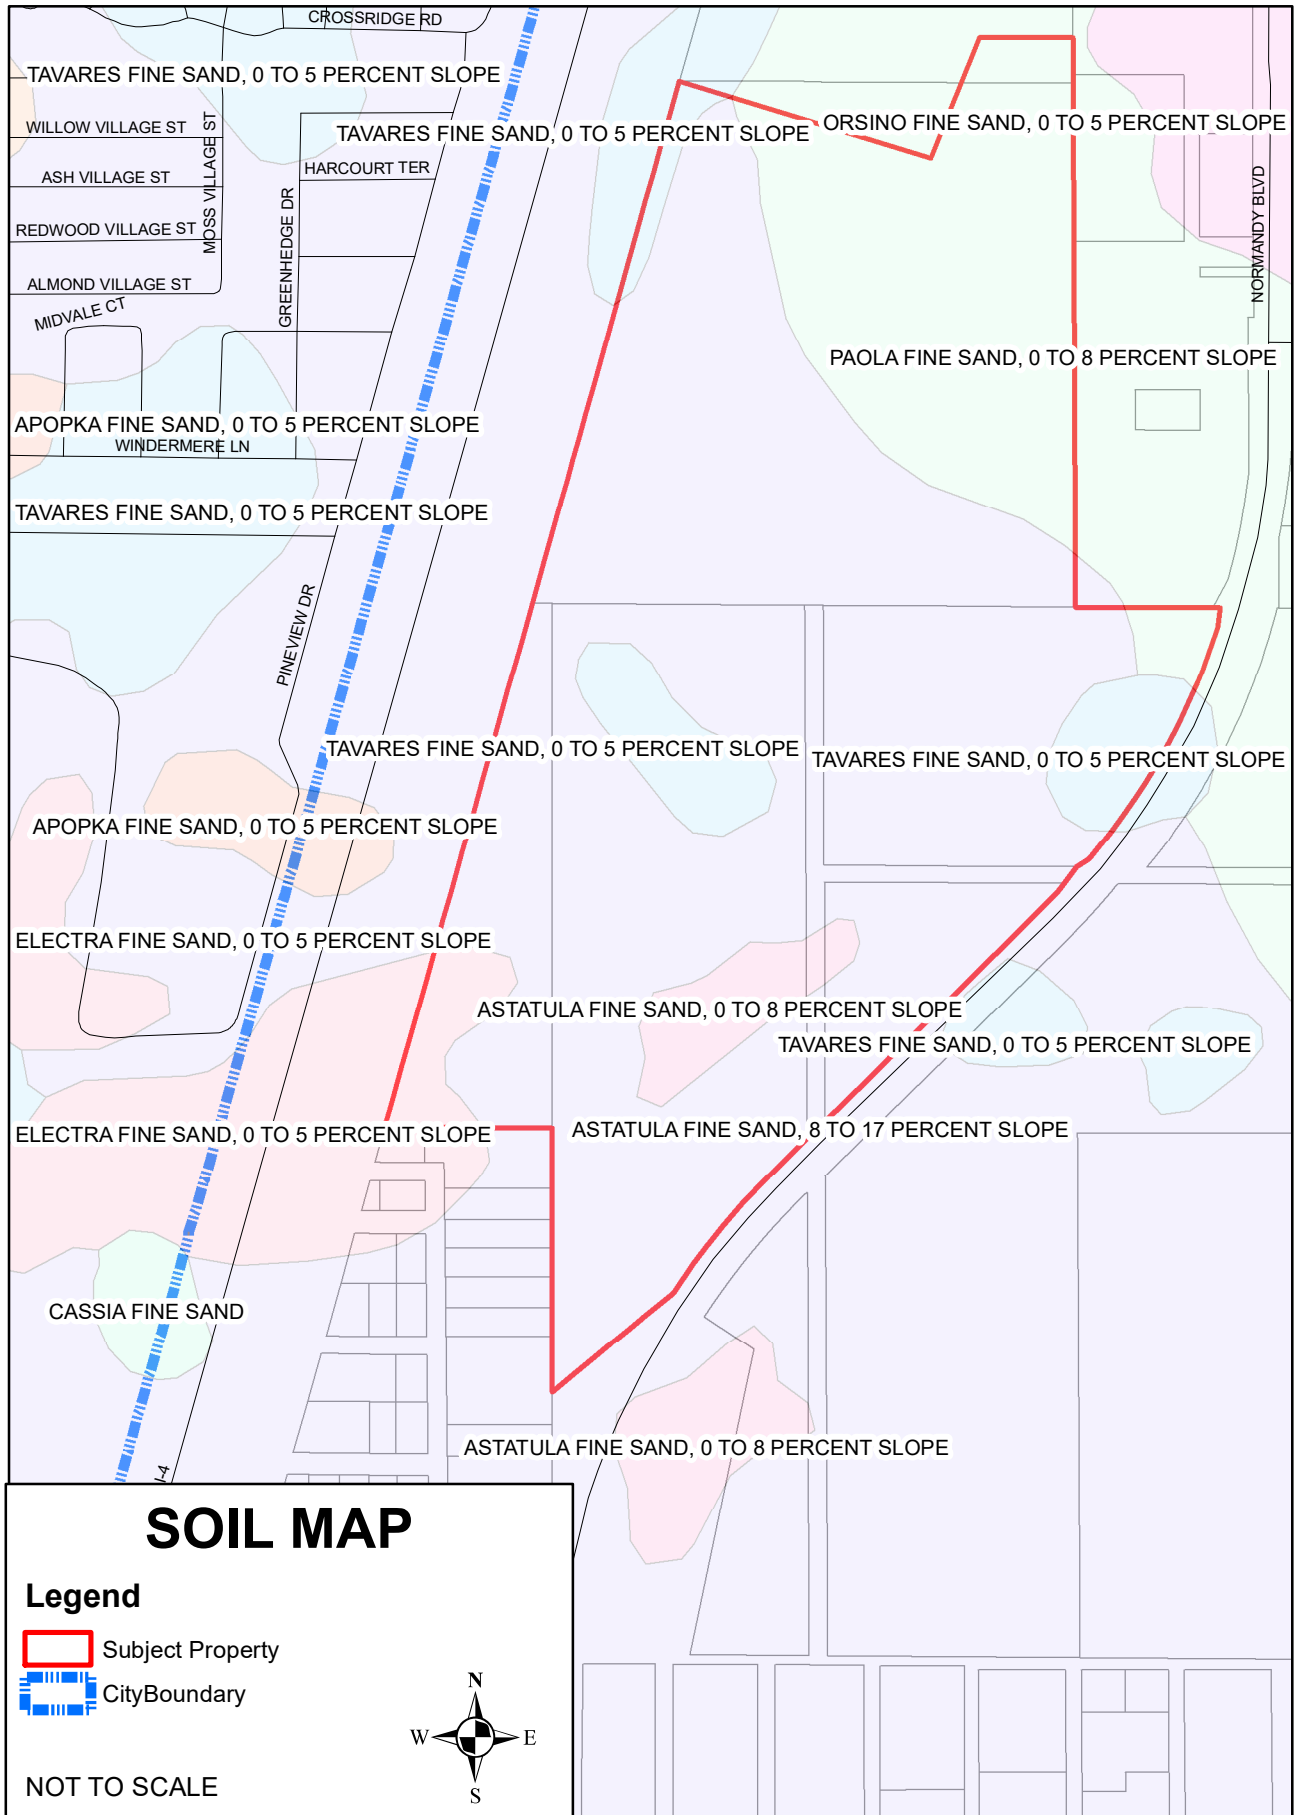 CROSSRIDGE RD
TAVARES FINE SAND, 0 TO 5 PERCENT SLOPE
WILLOW VILLAGE ST
MOSS VILLAGE ST
TAVARES FINE SAND, 0 TO 5 PERCENT SLOPE
ORSINO FINE SAND, 0 TO 5 PERCENT SLOPE
ASH VILLAGE ST
HARCOURT TER
REDWOOD VILLAGE ST
GREENHEDGE DR
NORMANDY BLVD
ALMOND VILLAGE ST
MIDVALE CT
PAOLA FINE SAND, 0 TO 8 PERCENT SLOPE
APOPKA FINE SAND, 0 TO 5 PERCENT SLOPE
WINDERMERE LN
TAVARES FINE SAND, 0 TO 5 PERCENT SLOPE
PINEVIEW DR
TAVARES FINE SAND, 0 TO 5 PERCENT SLOPE
TAVARES FINE SAND, 0 TO 5 PERCENT SLOPE
APOPKA FINE SAND, 0 TO 5 PERCENT SLOPE
ELECTRA FINE SAND, 0 TO 5 PERCENT SLOPE
ASTATULA FINE SAND, 0 TO 8 PERCENT SLOPE
TAVARES FINE SAND, 0 TO 5 PERCENT SLOPE
ELECTRA FINE SAND, 0 TO 5 PERCENT SLOPE
ASTATULA FINE SAND, 8 TO 17 PERCENT SLOPE
CASSIA FINE SAND
ASTATULA FINE SAND, 0 TO 8 PERCENT SLOPE
I-4
SOIL MAP
Legend
Subject Property
CityBoundary
N
W E
S
NOT TO SCALE